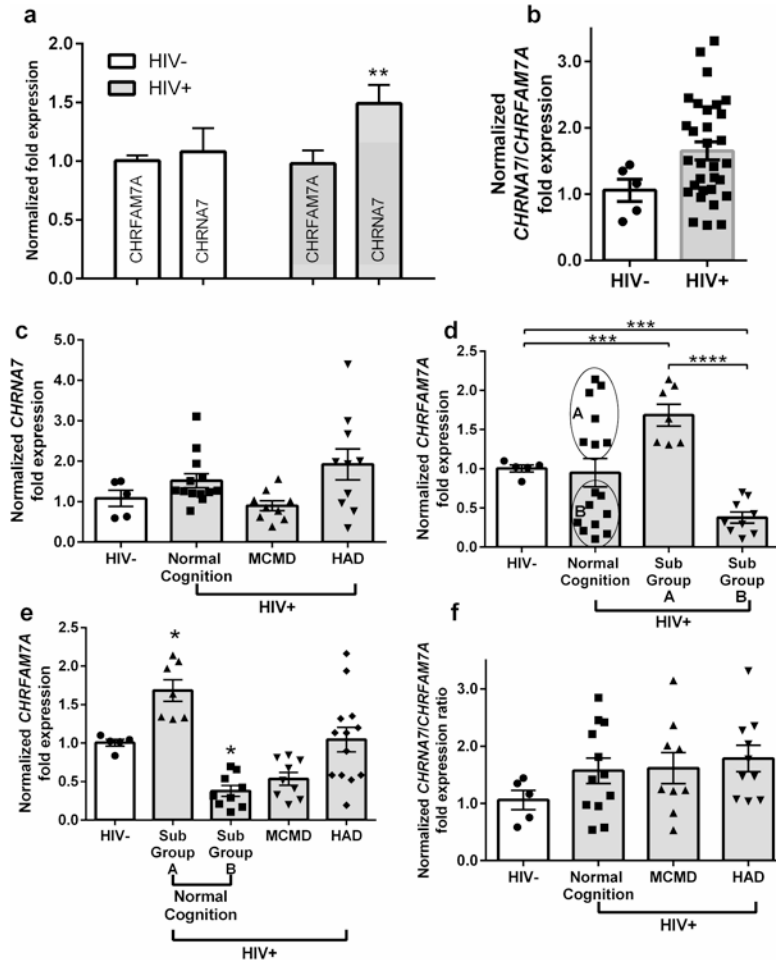 a
Normalized fold expression
2.0
1.5
1.0
0.5
0.0
HIV-
HIV+
**
CHRFAM7A
CHRNA7
CHRFAM7A
CHRNA7
b
Normalized
CHRNA7/CHRFAM7A
fold expression
3.0
2.0
1.0
0.0
HIV-
HIV+
c
Normalized CHRNA7
fold expression
5.0
4.0
3.0
2.0
1.0
0.0
HIV-
Normal
Cognition
MCMD
HAD
HIV+
d
Normalized CHRFAM7A
fold expression
2.5
2.0
1.5
1.0
0.5
0.0
***
***
****
A
B
HIV-
Normal
Cognition
Sub
Group
A
Sub
Group
B
HIV+
e
Normalized CHRFAM7A
fold expression
2.5
2.0
1.5
1.0
0.5
0.0
*
*
HIV-
Sub
Group
A
Sub
Group
B
MCMD
HAD
Normal
Cognition
HIV+
f
Normalized CHRNA7/CHRFAM7A
fold expression ratio
3.0
2.0
1.0
0.0
HIV-
Normal
Cognition
MCMD
HAD
HIV+